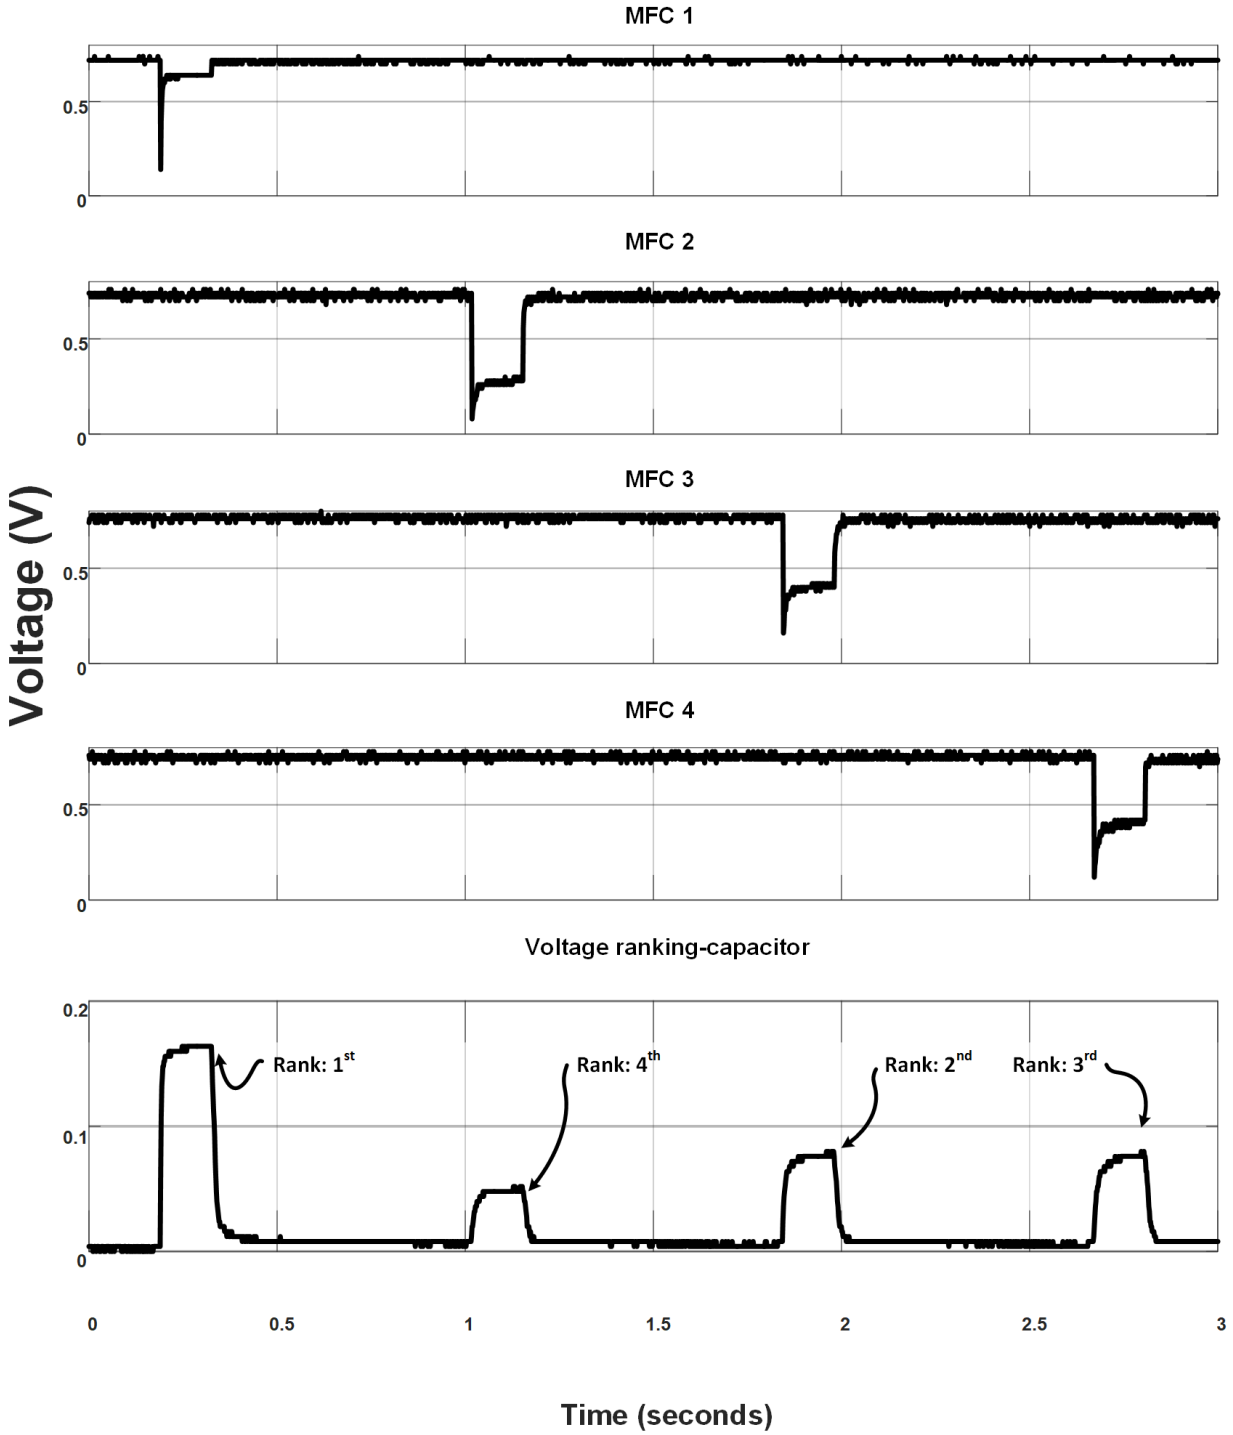 MFC 1
0.5
0
MFC 2
0.5
0
MFC 3
0.5
0
MFC 4
0.5
0
Voltage (V)
Voltage ranking-capacitor
0.2
Rank: 1st
Rank: 4th
Rank: 2nd
Rank: 3rd
0.1
0
0 0.5 1 1.5 2 2.5 3
Time (seconds)